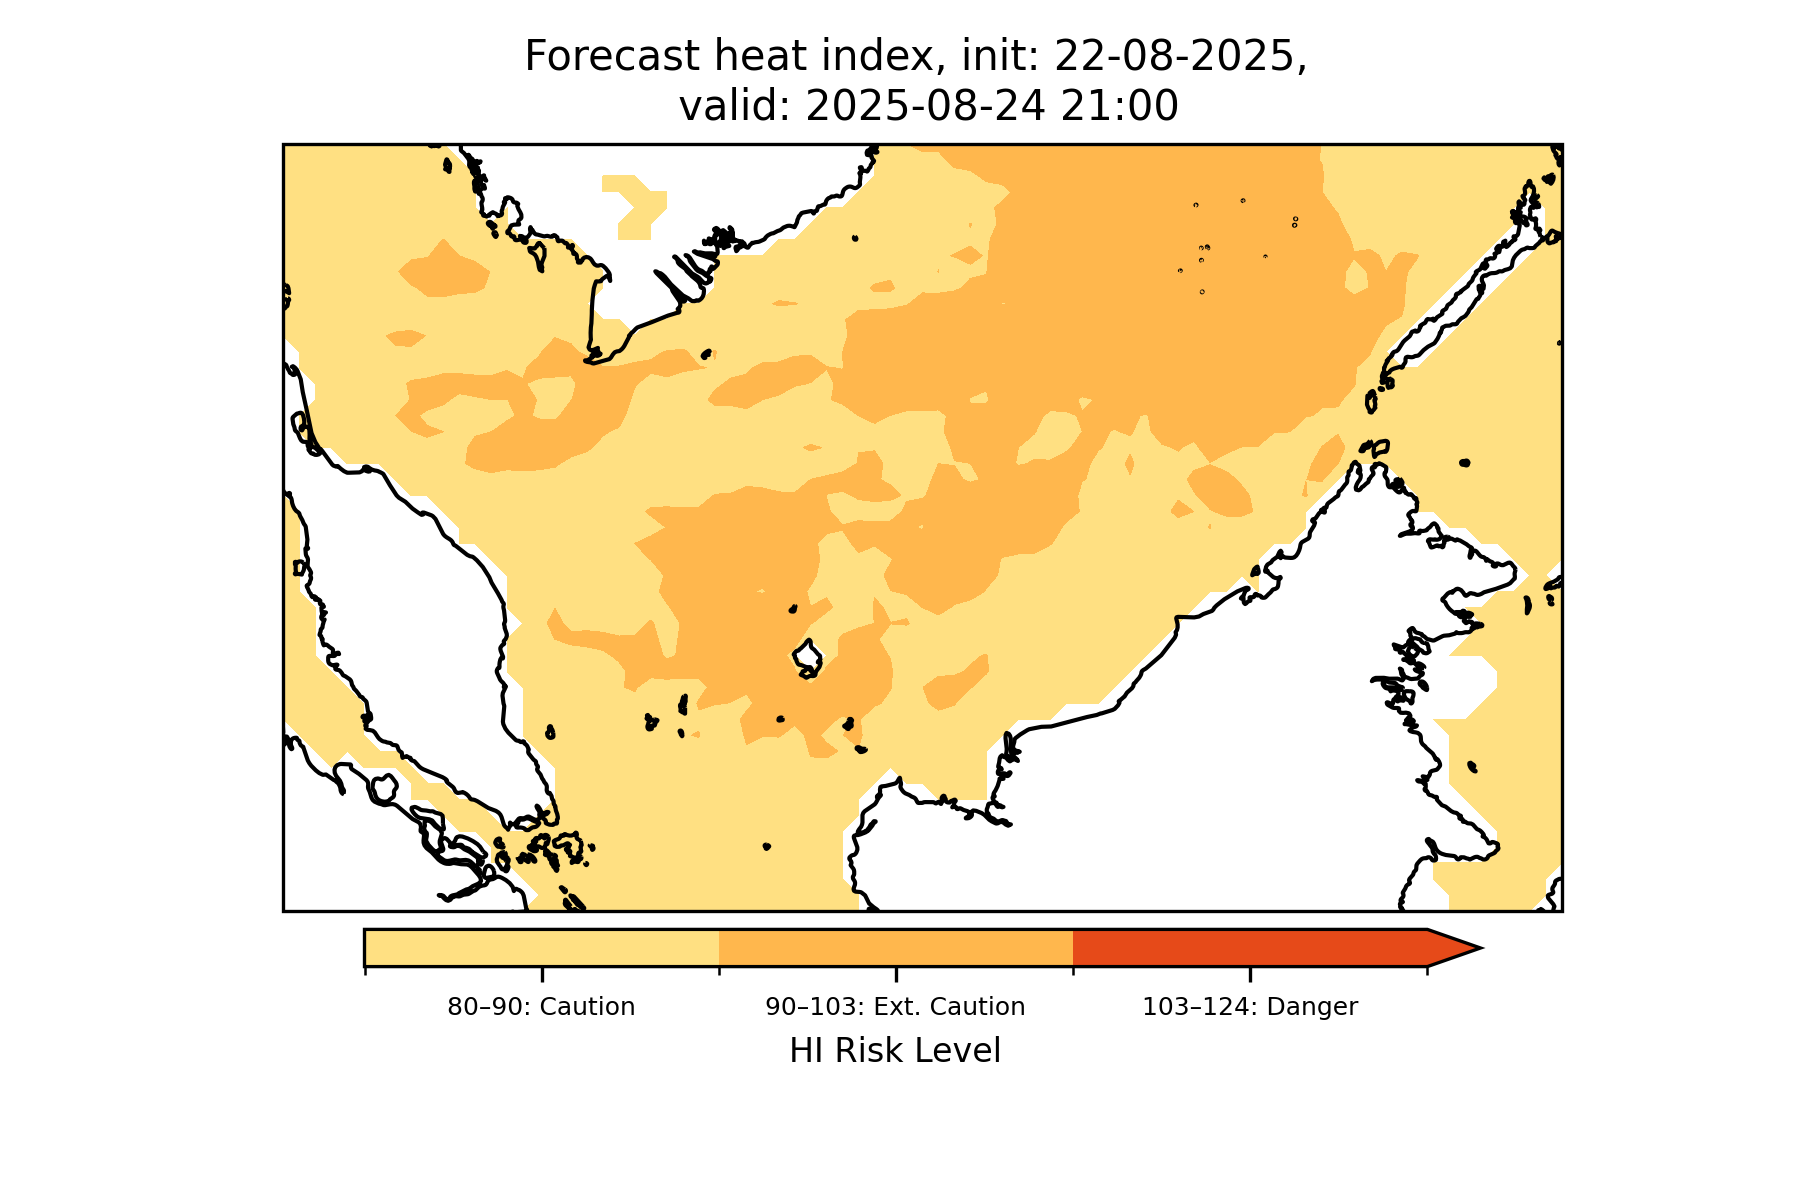 Forecast heat index, init: 22-08-2025,
valid: 2025-08-24 21:00
80–90: Caution
90–103: Ext. Caution
103–124: Danger
HI Risk Level